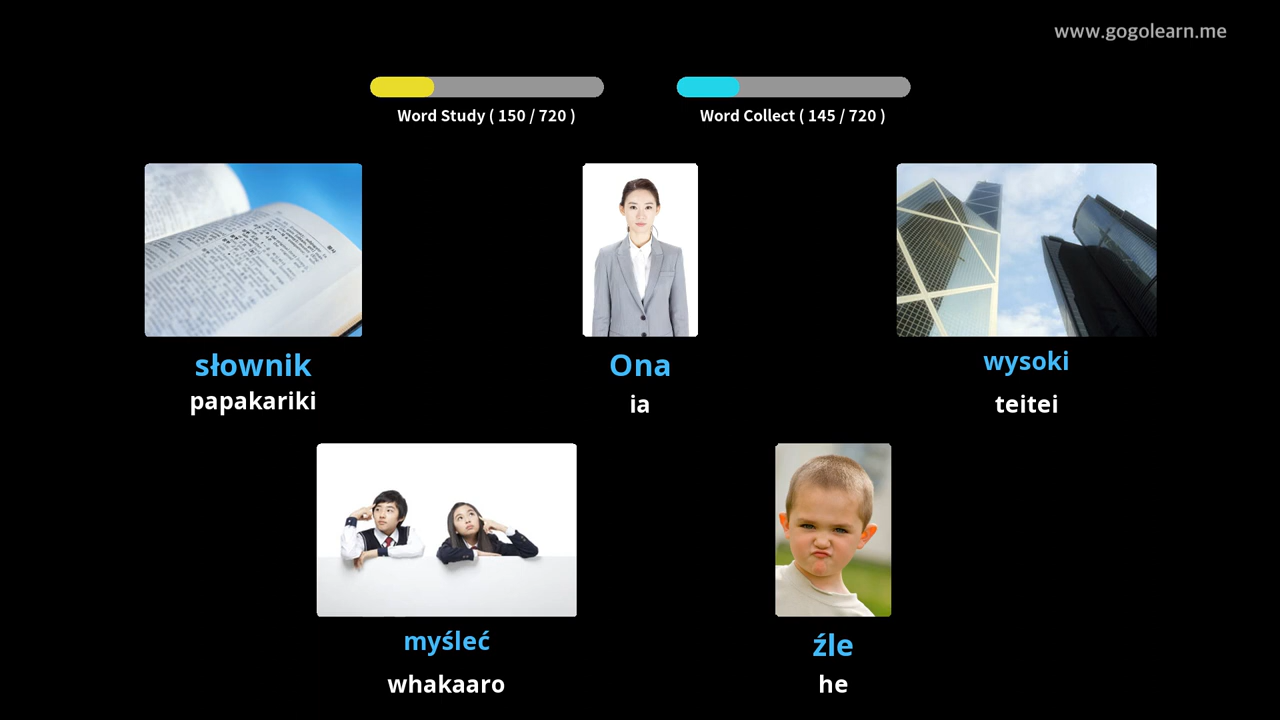 www.gogolearn.me
Word Study ( 150 / 720 )
Word Collect ( 145 / 720 )
słownik
papakariki
Ona
ia
wysoki
teitei
myśleć
whakaaro
źle
he